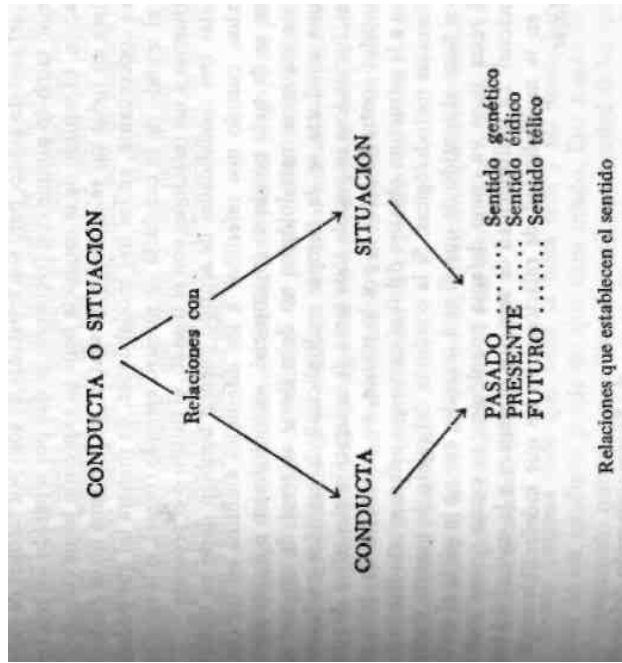 CONDUCTA O SITUACIÓN
Relaciones con
CONDUCTA SITUACIÓN
PASADO ....... Sentido genético
PRESENTE ...... Sentido éidico
FUTURO ....... Sentido télico
Relaciones que establecen el sentido